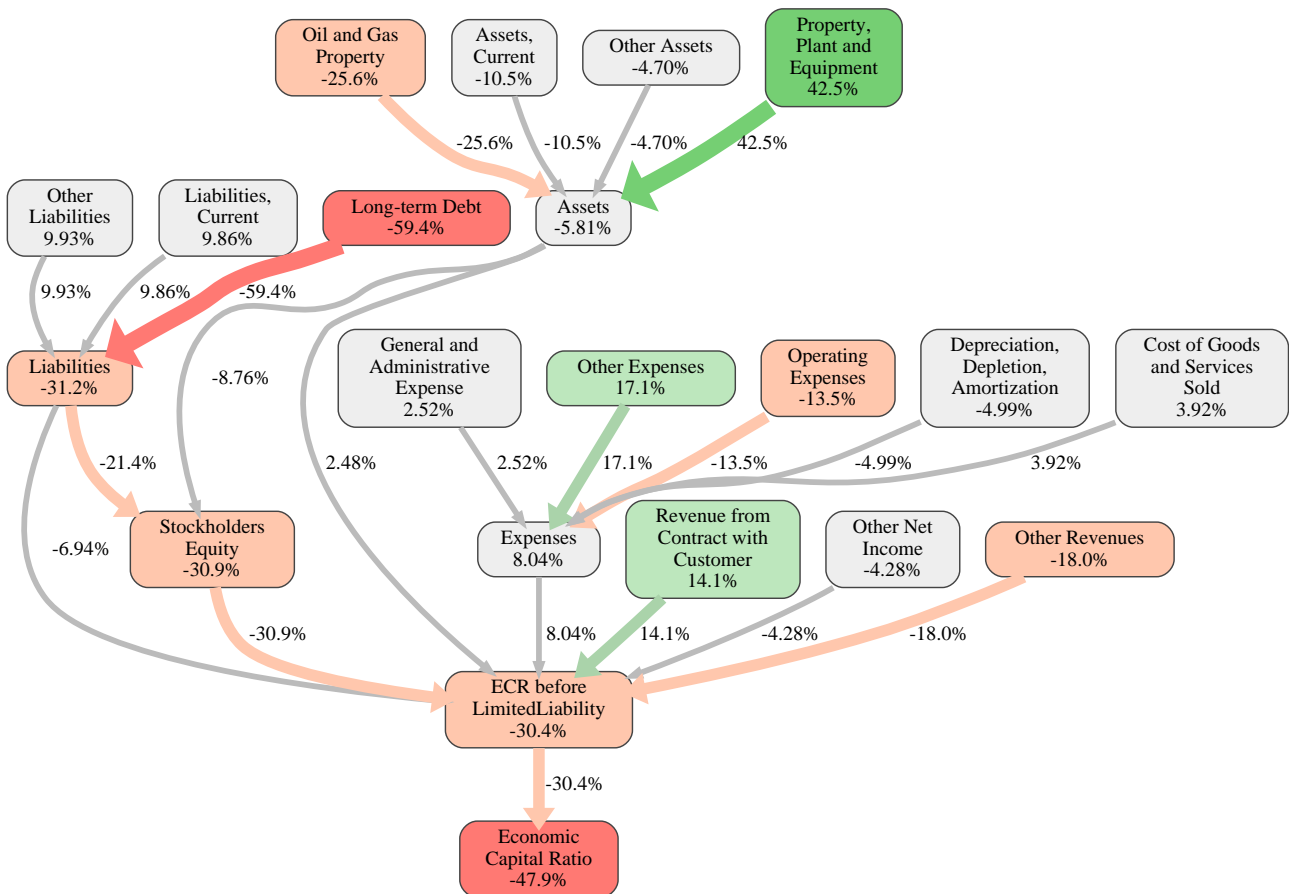 Oil and Gas
Property
-25.6%
Assets,
Current
-10.5%
Other Assets
-4.70%
Property,
Plant and
Equipment
42.5%
-25.6%
-10.5%
-4.70%
42.5%
Other
Liabilities
9.93%
Liabilities,
Current
9.86%
Long-term Debt
-59.4%
Assets
-5.81%
9.93%
9.86%
-59.4%
Liabilities
-31.2%
-8.76%
General and
Administrative
Expense
2.52%
Other Expenses
17.1%
Operating
Expenses
-13.5%
Depreciation,
Depletion,
Amortization
-4.99%
Cost of Goods
and Services
Sold
3.92%
-21.4%
2.48%
2.52%
17.1%
-13.5%
-4.99%
3.92%
-6.94%
Stockholders
Equity
-30.9%
Expenses
8.04%
Revenue from
Contract with
Customer
14.1%
Other Net
Income
-4.28%
Other Revenues
-18.0%
-30.9%
8.04%
14.1%
-4.28%
-18.0%
ECR before
LimitedLiability
-30.4%
-30.4%
Economic
Capital Ratio
-47.9%